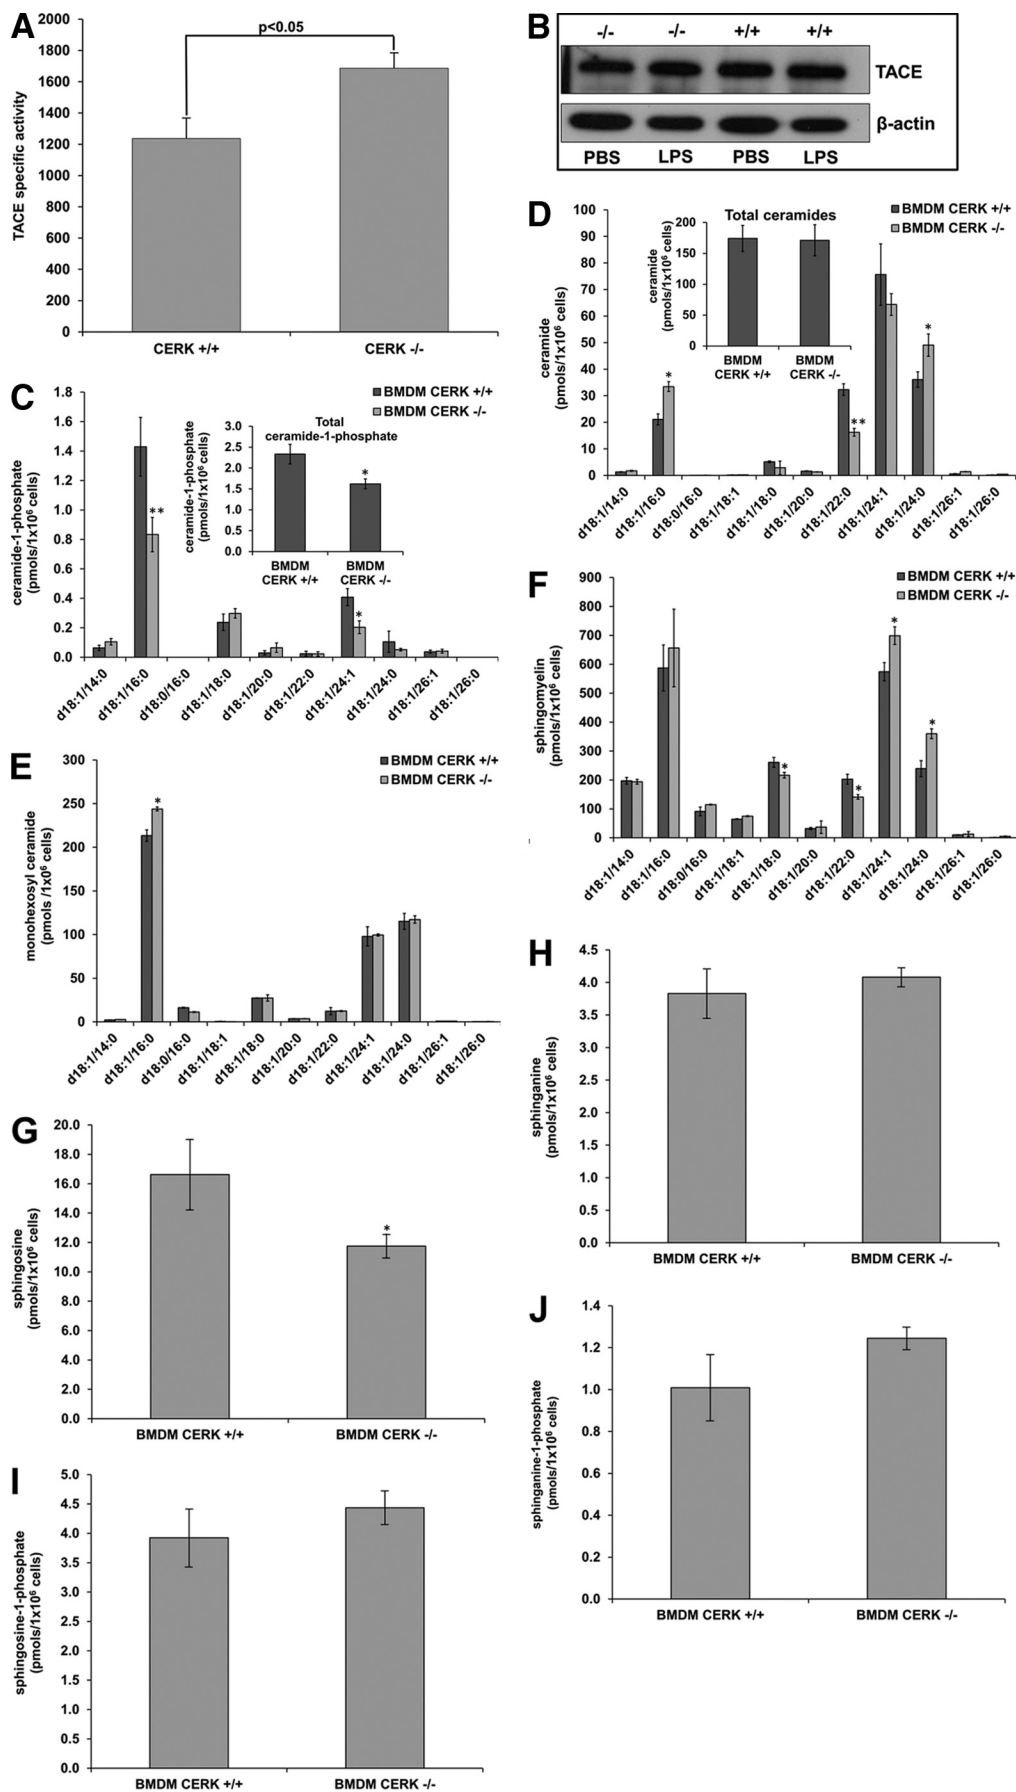 A
2000
1800
1600
1400
1200
1000
800
600
400
200
0
TACE specific activity
p<0.05
CERK +/+
CERK -/-
B
-/- -/- +/+ +/+
TACE
β-actin
PBS LPS PBS LPS
C
1.8
1.6
1.4
1.2
1.0
0.8
0.6
0.4
0.2
0.0
ceramide-1-phosphate
(pmols/1x10⁶ cells)
BMDM CERK +/+
BMDM CERK -/-
**
*
Total
ceramide-1-phosphate
3.0
2.5
2.0
1.5
1.0
0.5
0.0
ceramide-1-phosphate
(pmols/1x10⁶ cells)
*
BMDM
CERK +/+
BMDM
CERK -/-
d18:1/14:0
d18:1/16:0
d18:0/16:0
d18:1/18:0
d18:1/20:0
d18:1/22:0
d18:1/24:1
d18:1/24:0
d18:1/26:1
d18:1/26:0
D
100
90
80
70
60
50
40
30
20
10
0
ceramide
(pmols/1x10⁶ cells)
BMDM CERK +/+
BMDM CERK -/-
*
**
*
Total ceramides
200
150
100
50
0
ceramide
(pmols/1x10⁶ cells)
BMDM
CERK +/+
BMDM
CERK -/-
d18:1/14:0
d18:1/16:0
d18:0/16:0
d18:1/18:1
d18:1/18:0
d18:1/20:0
d18:1/22:0
d18:1/24:1
d18:1/24:0
d18:1/26:1
d18:1/26:0
E
300
250
200
150
100
50
0
monohexosyl ceramide
(pmols /1x0⁶ cells)
BMDM CERK +/+
BMDM CERK -/-
*
d18:1/14:0
d18:1/16:0
d18:0/16:0
d18:1/18:1
d18:1/18:0
d18:1/20:0
d18:1/22:0
d18:1/24:1
d18:1/24:0
d18:1/26:1
d18:1/26:0
F
900
800
700
600
500
400
300
200
100
0
sphingomyelin
(pmols/1x10⁶ cells)
BMDM CERK +/+
BMDM CERK -/-
*
*
*
*
d18:1/14:0
d18:1/16:0
d18:0/16:0
d18:1/18:1
d18:1/18:0
d18:1/20:0
d18:1/22:0
d18:1/24:1
d18:1/24:0
d18:1/26:1
d18:1/26:0
G
20.0
18.0
16.0
14.0
12.0
10.0
8.0
6.0
4.0
2.0
0.0
sphingosine
(pmols/1x10⁶ cells)
*
BMDM CERK +/+
BMDM CERK -/-
H
4.5
4.0
3.5
3.0
2.5
2.0
1.5
1.0
0.5
0.0
sphinganine
(pmols/1x10⁶ cells)
BMDM CERK +/+
BMDM CERK -/-
I
5.0
4.5
4.0
3.5
3.0
2.5
2.0
1.5
1.0
0.5
0.0
sphingosine-1-phosphate
(pmols/1x10⁶ cells)
BMDM CERK +/+
BMDM CERK -/-
J
1.4
1.2
1.0
0.8
0.6
0.4
0.2
0.0
sphinganine-1-phosphate
(pmols/1x10⁶ cells)
BMDM CERK +/+
BMDM CERK -/-